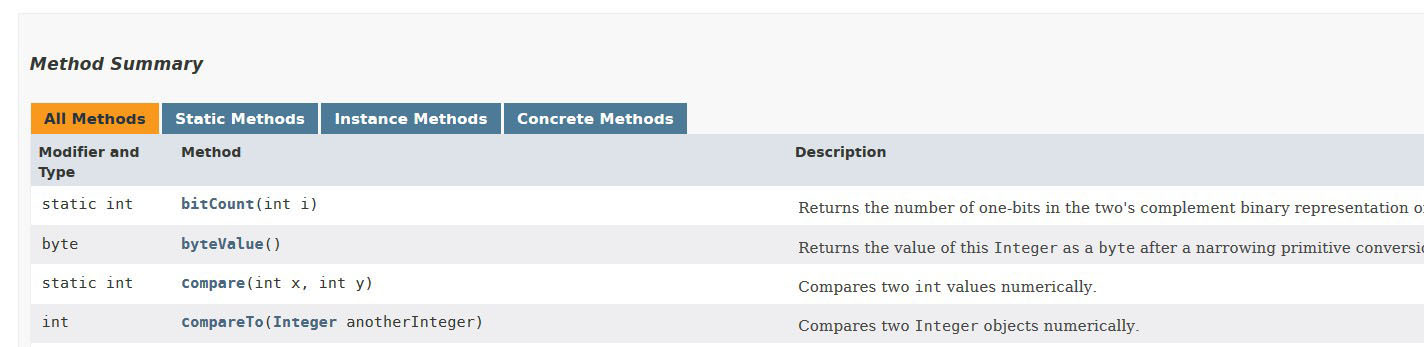 Method Summary
All Methods Static Methods Instance Methods Concrete Methods
Modifier and Type Method Description
static int bitCount(int i) Returns the number of one-bits in the two's complement binary representation
byte byteValue() Returns the value of this Integer as a byte after a narrowing primitive
static int compare(int x, int y) Compares two int values numerically.
int compareTo(Integer anotherInteger) Compares two Integer objects numerically.